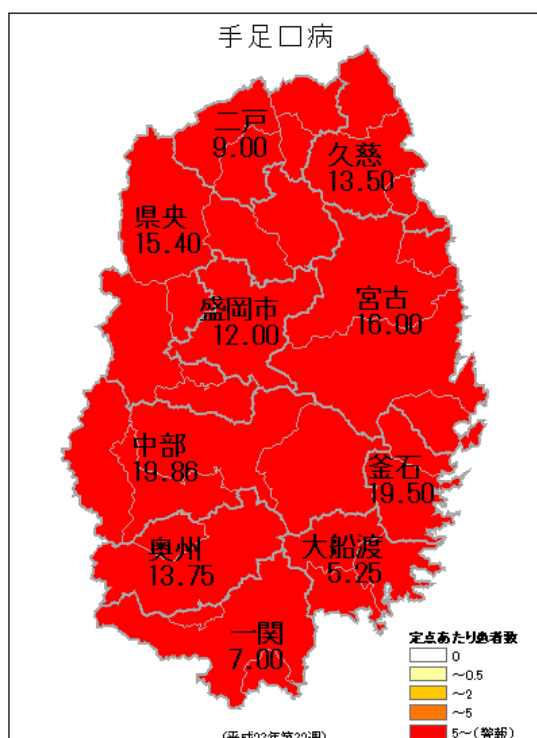 手足口病
二戸
9.00
久慈
13.50
県央
15.40
盛岡市
12.00
宮古
16.00
中部
19.86
釜石
19.50
奥州
13.75
大船渡
5.25
一関
7.00
定点あたり患者数
0
～0.5
～2
～5
5～(警報)